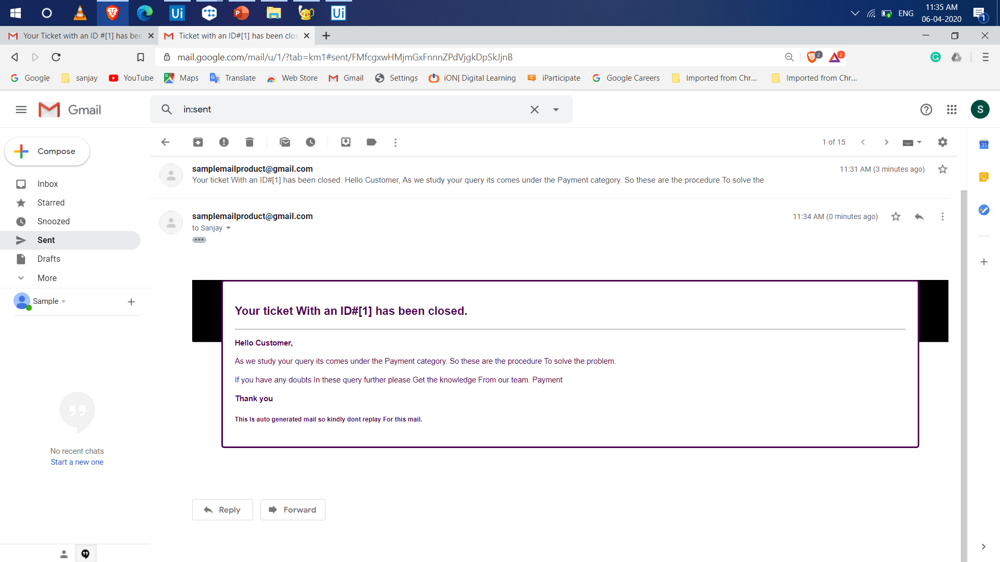 11:35 AM
ENG
06-04-2020
1
Your Ticket with an ID #[1] has bee
Ticket with an ID#[1] has been clos
mail.google.com/mail/u/1/?tab=km1#sent/FMfcgxwHMjmGxFnnnZPdVjgkDpSkJjnB
2
2
Google
sanjay
YouTube
Maps
Translate
Web Store
Gmail
Settings
iON| Digital Learning
iParticipate
Google Careers
Imported from Chr...
Imported from Chr...
Gmail
in:sent
S
Compose
1 of 15
31
samplemailproduct@gmail.com
11:31 AM (3 minutes ago)
Your ticket With an ID#[1] has been closed. Hello Customer, As we study your query its comes under the Payment category. So these are the procedure To solve the
Inbox
Starred
Snoozed
Sent
Drafts
More
Sample
samplemailproduct@gmail.com
11:34 AM (0 minutes ago)
to Sanjay
Your ticket With an ID#[1] has been closed.
Hello Customer,
As we study your query its comes under the Payment category. So these are the procedure To solve the problem.
If you have any doubts In these query further please Get the knowledge From our team. Payment
Thank you
This Is auto generated mail so kindly dont replay For this mail.
No recent chats
Start a new one
Reply
Forward
Ui
P
Ui